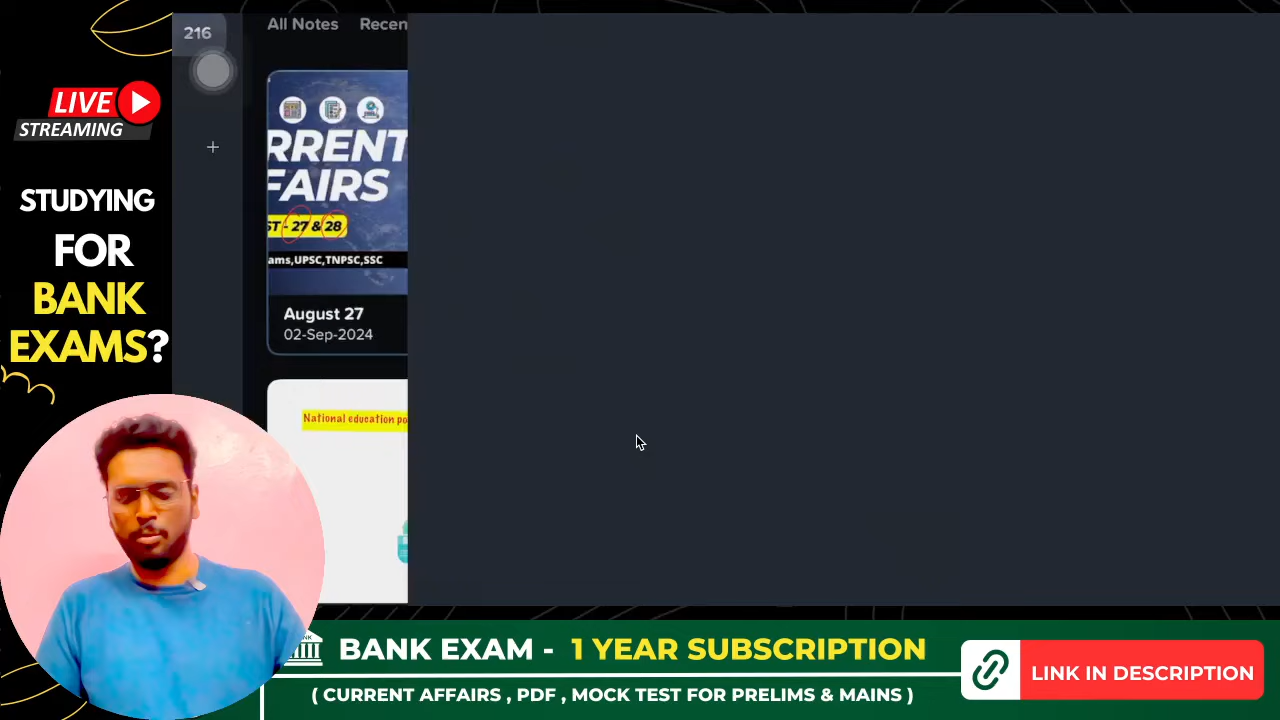 216
All Notes Recen
LIVE
STREAMING
STUDYING
FOR
BANK
EXAMS?
RRENT
FAIRS
ST - 27 & 28
ams,UPSC,TNPSC,SSC
August 27
02-Sep-2024
National education po
BANK EXAM - 1 YEAR SUBSCRIPTION
( CURRENT AFFAIRS , PDF , MOCK TEST FOR PRELIMS & MAINS )
LINK IN DESCRIPTION